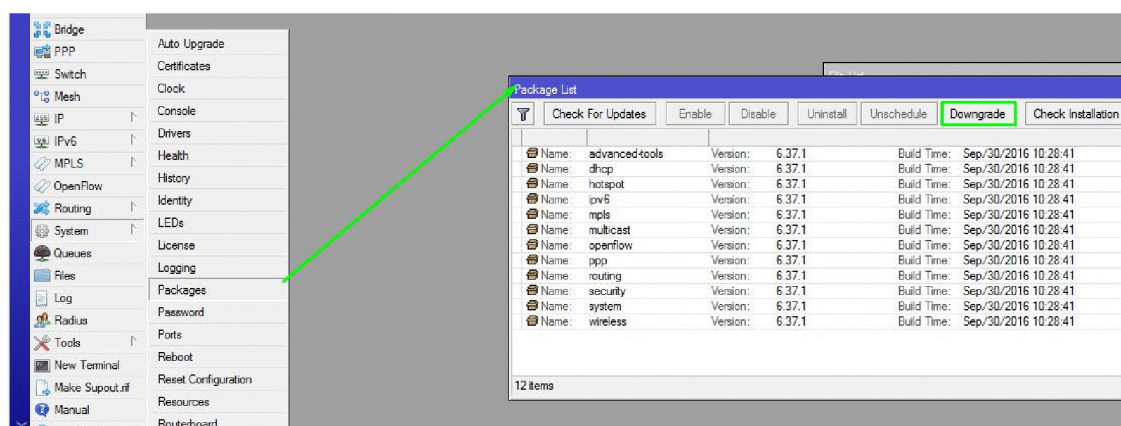 Bridge
PPP
Switch
Mesh
IP
IPv6
MPLS
OpenFlow
Routing
System
Queues
Files
Log
Radius
Tools
New Terminal
Make Supout.rif
Manual
Auto Upgrade
Certificates
Clock
Console
Drivers
Health
History
Identity
LEDs
License
Logging
Packages
Password
Ports
Reboot
Reset Configuration
Resources
Routerboard
Package List
Check For Updates Enable Disable Uninstall Unschedule Downgrade Check Installation
Name: advanced-tools Version: 6.37.1 Build Time: Sep/30/2016 10:28:41
Name: dhcp Version: 6.37.1 Build Time: Sep/30/2016 10:28:41
Name: hotspot Version: 6.37.1 Build Time: Sep/30/2016 10:28:41
Name: ipv6 Version: 6.37.1 Build Time: Sep/30/2016 10:28:41
Name: mpls Version: 6.37.1 Build Time: Sep/30/2016 10:28:41
Name: multicast Version: 6.37.1 Build Time: Sep/30/2016 10:28:41
Name: openflow Version: 6.37.1 Build Time: Sep/30/2016 10:28:41
Name: ppp Version: 6.37.1 Build Time: Sep/30/2016 10:28:41
Name: routing Version: 6.37.1 Build Time: Sep/30/2016 10:28:41
Name: security Version: 6.37.1 Build Time: Sep/30/2016 10:28:41
Name: system Version: 6.37.1 Build Time: Sep/30/2016 10:28:41
Name: wireless Version: 6.37.1 Build Time: Sep/30/2016 10:28:41
12 items